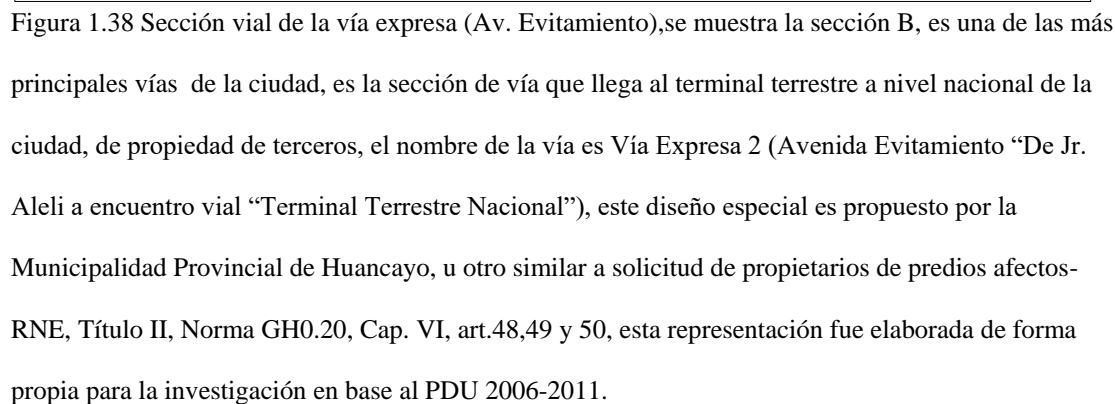 Figura 1.38 Sección vial de la vía expresa (Av. Evitamiento),se muestra la sección B, es una de las más
principales vías  de la ciudad, es la sección de vía que llega al terminal terrestre a nivel nacional de la
ciudad, de propiedad de terceros, el nombre de la vía es Vía Expresa 2 (Avenida Evitamiento “De Jr.
Aleli a encuentro vial “Terminal Terrestre Nacional”), este diseño especial es propuesto por la
Municipalidad Provincial de Huancayo, u otro similar a solicitud de propietarios de predios afectos-
RNE, Título II, Norma GH0.20, Cap. VI, art.48,49 y 50, esta representación fue elaborada de forma
propia para la investigación en base al PDU 2006-2011.